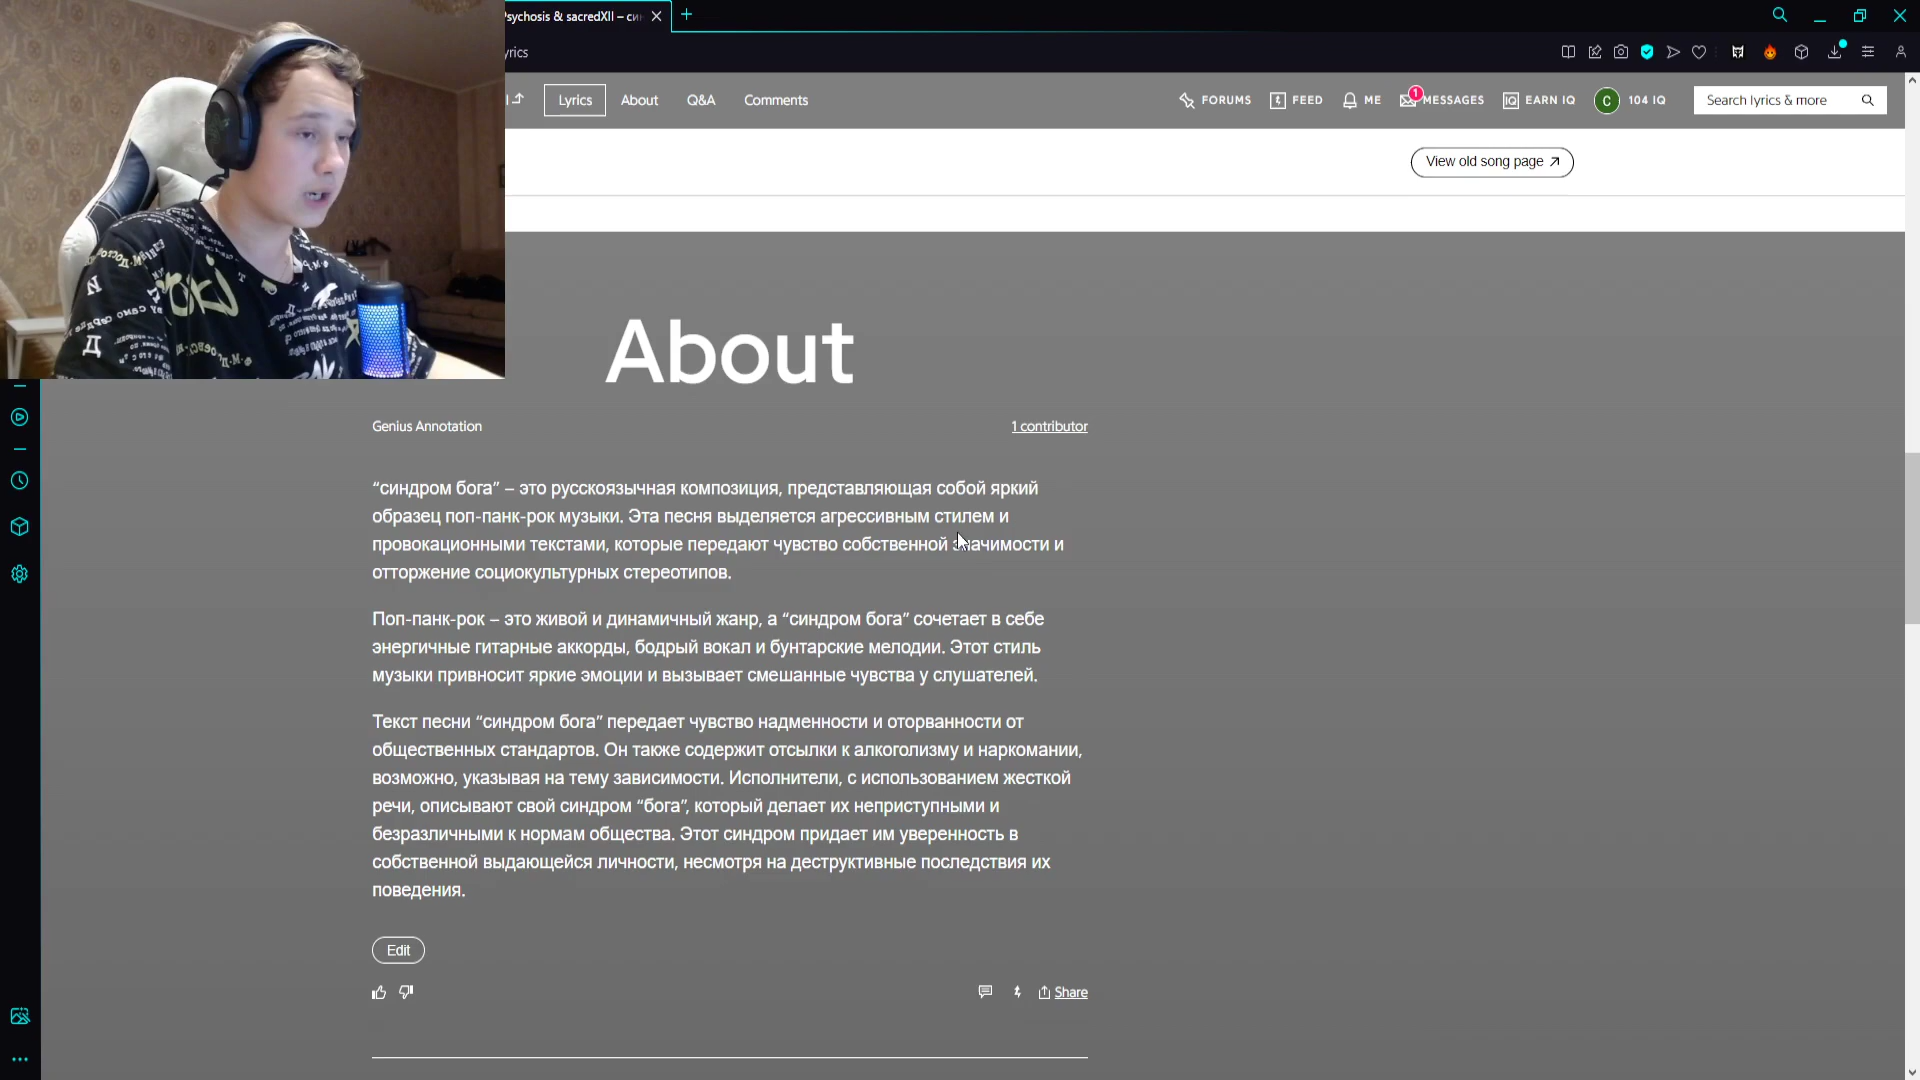 sychosis & sacredXII – си
yrics
Lyrics
About
Q&A
Comments
FORUMS
FEED
ME
1
MESSAGES
EARN IQ
C
104 IQ
Search lyrics & more
View old song page
About
Genius Annotation
1 contributor
“синдром бога” – это русскоязычная композиция, представляющая собой яркий
образец поп-панк-рок музыки. Эта песня выделяется агрессивным стилем и
провокационными текстами, которые передают чувство собственной значимости и
отторжение социокультурных стереотипов.
Поп-панк-рок – это живой и динамичный жанр, а “синдром бога” сочетает в себе
энергичные гитарные аккорды, бодрый вокал и бунтарские мелодии. Этот стиль
музыки привносит яркие эмоции и вызывает смешанные чувства у слушателей.
Текст песни “синдром бога” передает чувство надменности и оторванности от
общественных стандартов. Он также содержит отсылки к алкоголизму и наркомании,
возможно, указывая на тему зависимости. Исполнители, с использованием жесткой
речи, описывают свой синдром “бога”, который делает их неприступными и
безразличными к нормам общества. Этот синдром придает им уверенность в
собственной выдающейся личности, несмотря на деструктивные последствия их
поведения.
Edit
Share